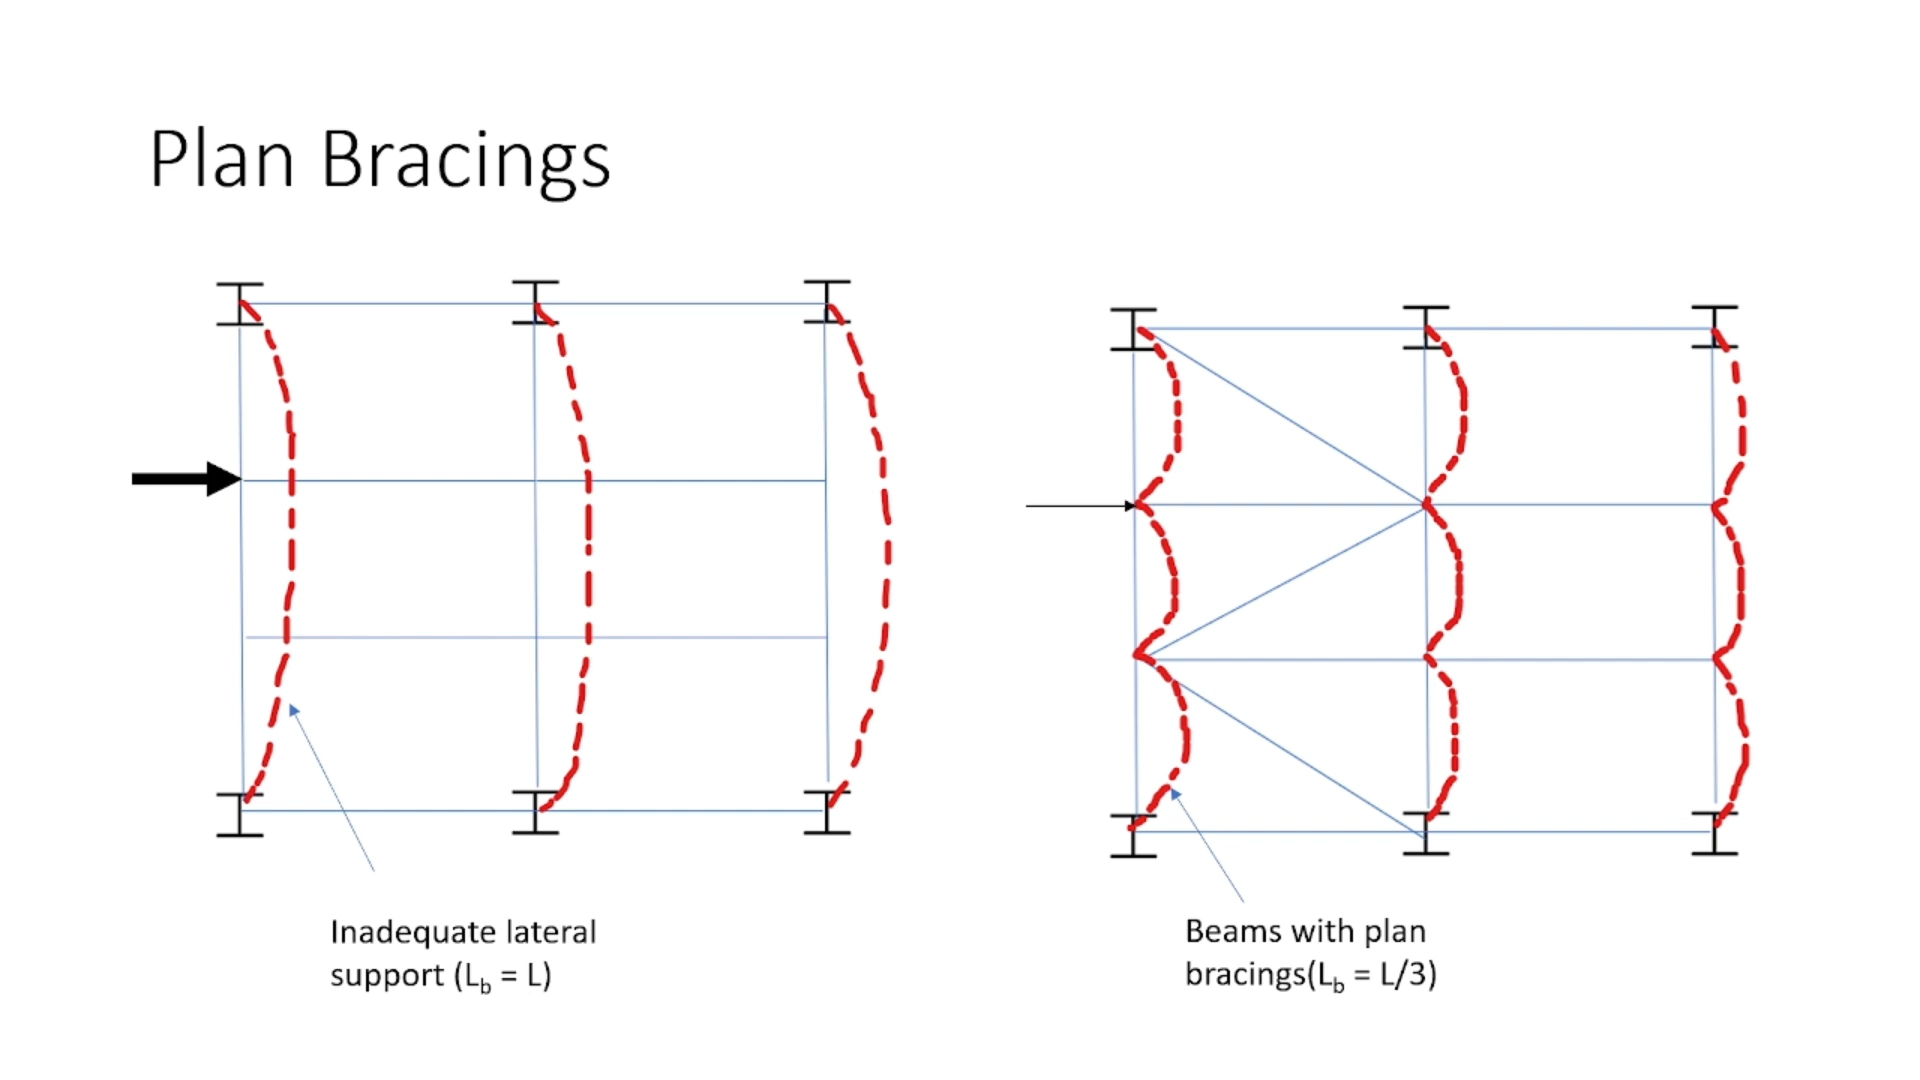 Plan Bracings
Inadequate lateral
support (Lb = L)
Beams with plan
bracings(Lb = L/3)